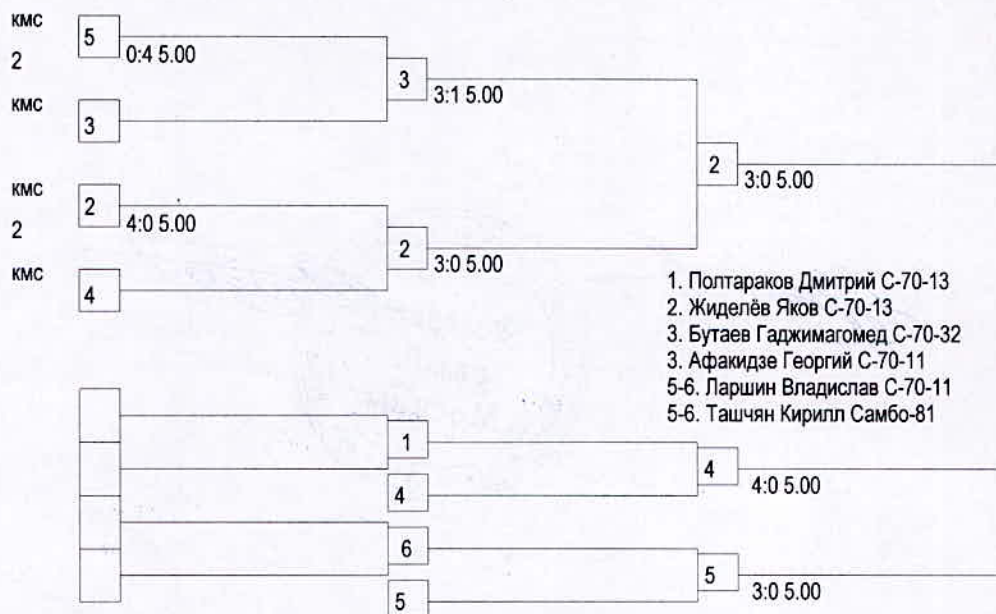 кмс 5
2 0:4 5.00
3 3:1 5.00
кмс 3
2 3:0 5.00
кмс 2
2 4:0 5.00
2 3:0 5.00
кмс 4
1. Полтараков Дмитрий С-70-13
2. Жиделёв Яков С-70-13
3. Бутаев Гаджимагомед С-70-32
3. Афакидзе Георгий С-70-11
5-6. Ларшин Владислав С-70-11
5-6. Ташчян Кирилл Самбо-81
1
4 4:0 5.00
4
6
5 3:0 5.00
5